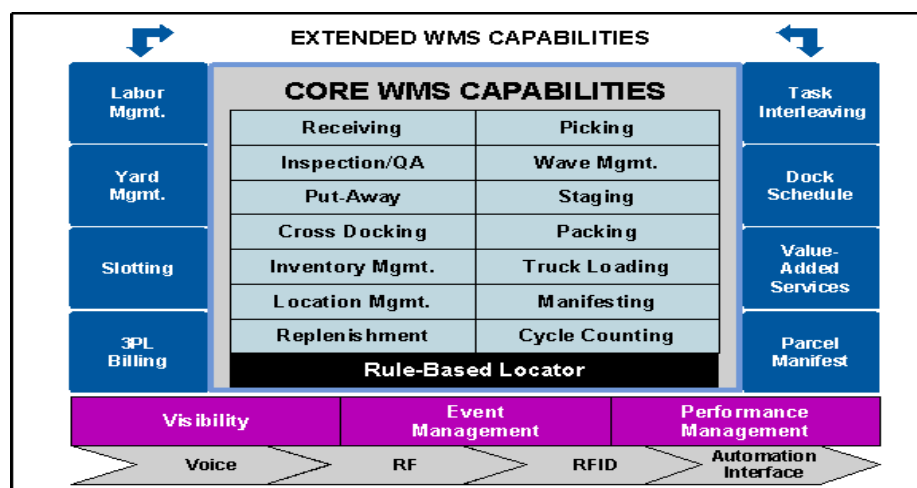 EXTENDED WMS CAPABILITIES
Labor
Mgmt.
Yard
Mgmt.
Slotting
3PL
Billing
CORE WMS CAPABILITIES
Receiving
Picking
Inspection/QA
Wave Mgmt.
Put-Away
Staging
Cross Docking
Packing
Inventory Mgmt.
Truck Loading
Location Mgmt.
Manifesting
Replenishment
Cycle Counting
Rule-Based Locator
Task
Interleaving
Dock
Schedule
Value-
Added
Services
Parcel
Manifest
Visibility
Event
Management
Performance
Management
Voice
RF
RFID
Automation
Interface